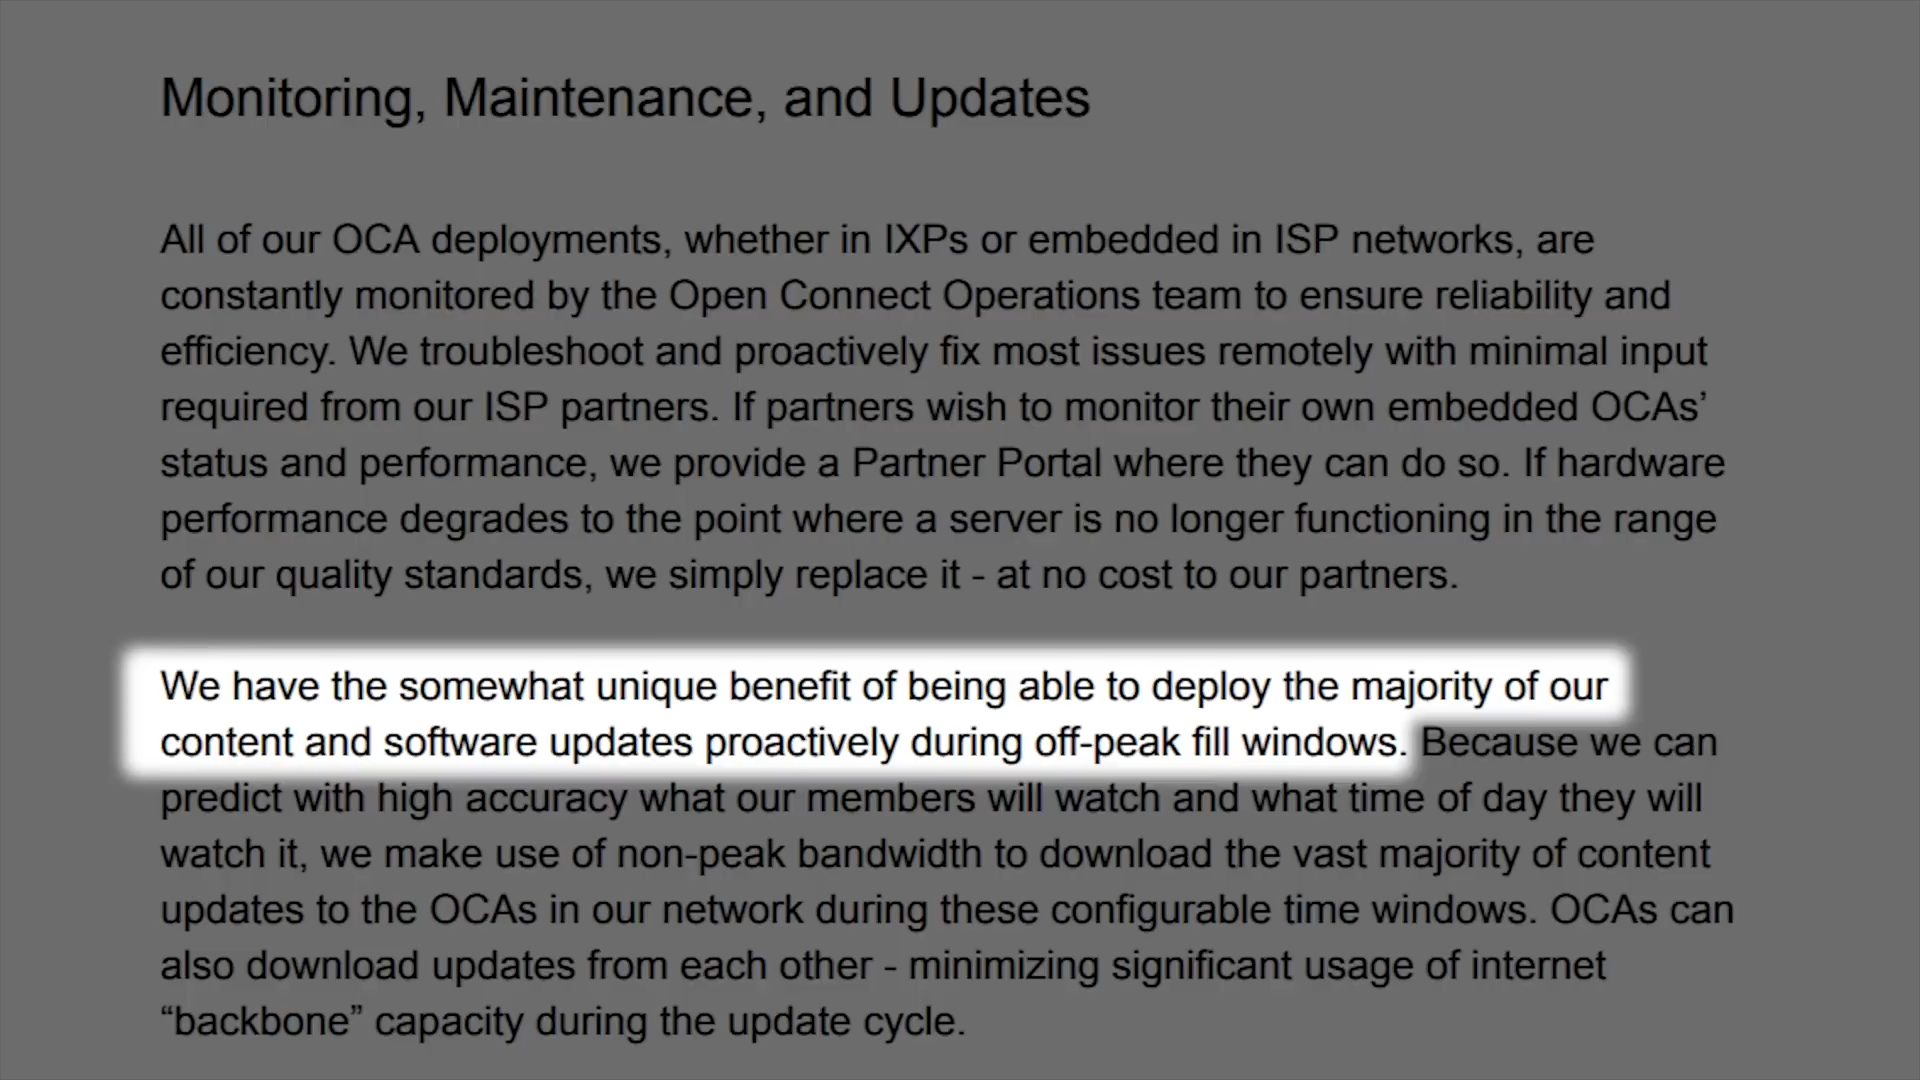 Monitoring, Maintenance, and Updates
All of our OCA deployments, whether in IXPs or embedded in ISP networks, are
constantly monitored by the Open Connect Operations team to ensure reliability and
efficiency. We troubleshoot and proactively fix most issues remotely with minimal input
required from our ISP partners. If partners wish to monitor their own embedded OCAs’
status and performance, we provide a Partner Portal where they can do so. If hardware
performance degrades to the point where a server is no longer functioning in the range
of our quality standards, we simply replace it - at no cost to our partners.
We have the somewhat unique benefit of being able to deploy the majority of our
content and software updates proactively during off-peak fill windows. Because we can
predict with high accuracy what our members will watch and what time of day they will
watch it, we make use of non-peak bandwidth to download the vast majority of content
updates to the OCAs in our network during these configurable time windows. OCAs can
also download updates from each other - minimizing significant usage of internet
“backbone” capacity during the update cycle.